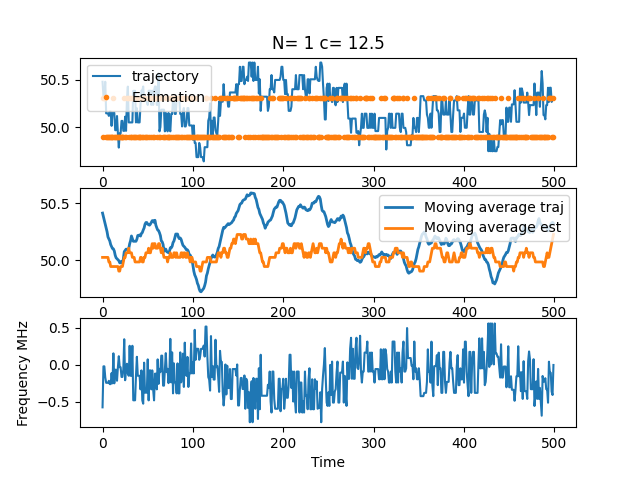 N= 1 c= 12.5
50.5
50.0
trajectory
Estimation
0 100 200 300 400 500
50.5
50.0
Moving average traj
Moving average est
0 100 200 300 400 500
Frequency MHz
0.5
0.0
−0.5
0 100 200 300 400 500
Time